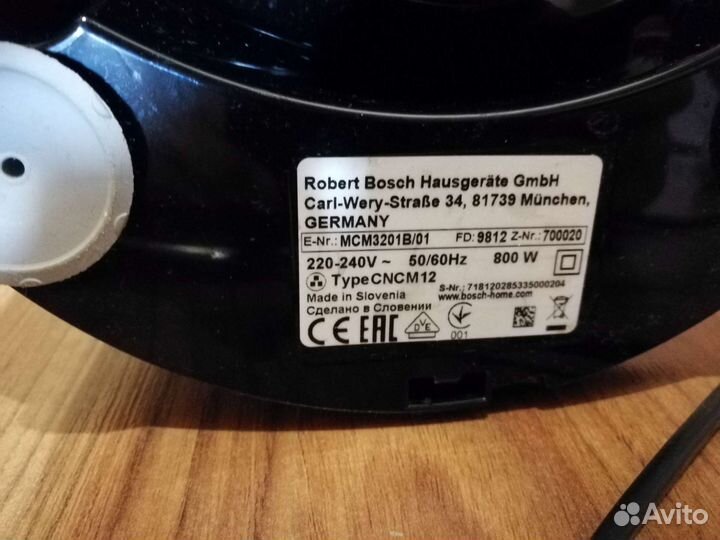 Robert Bosch Hausgeräte GmbH
Carl-Wery-Straße 34, 81739 München,
GERMANY
E-Nr.: MCM3201B/01 FD: 9812 Z-Nr.: 700020
220-240V ~ 50/60Hz 800 W
Type CNCM12
S-Nr.: 718120285335000204
Made in Slovenia www.bosch-home.com
Сделано в Словении
CE EAC DVE 001
Avito